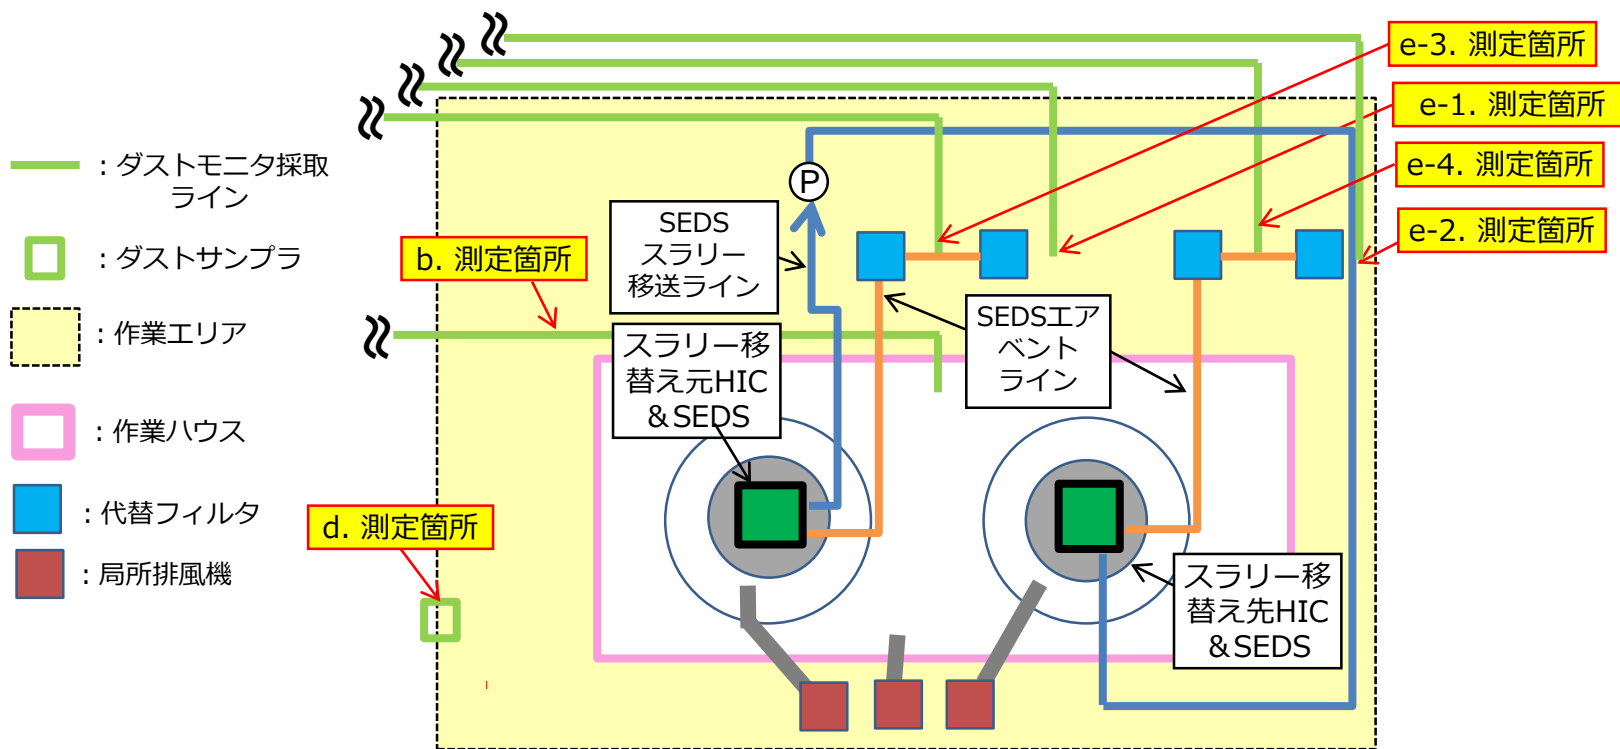 e-3. 測定箇所
e-1. 測定箇所
e-4. 測定箇所
e-2. 測定箇所
：ダストモニタ採取
ライン
：ダストサンプラ
：作業エリア
：作業ハウス
：代替フィルタ
：局所排風機
P
SEDS
スラリー
移送ライン
b. 測定箇所
SEDSエア
ベント
ライン
スラリー移
替え元HIC
＆SEDS
d. 測定箇所
スラリー移
替え先HIC
＆SEDS